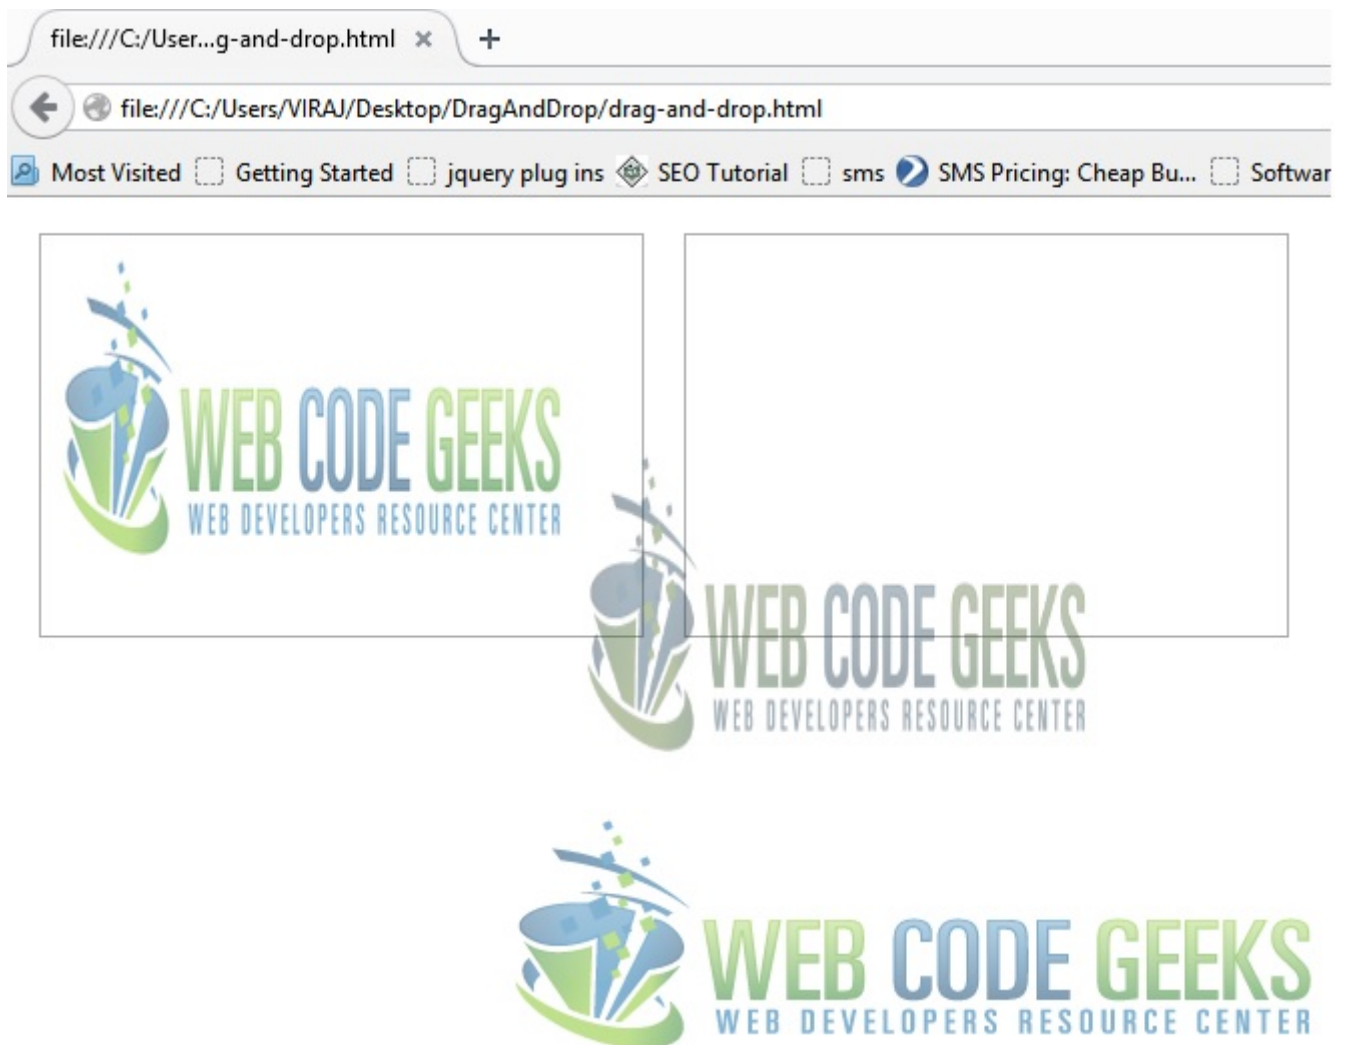 file:///C:/User...g-and-drop.html
file:///C:/Users/VIRAJ/Desktop/DragAndDrop/drag-and-drop.html
Most Visited Getting Started jquery plug ins SEO Tutorial sms SMS Pricing: Cheap Bu... Softwar
WEB CODE GEEKS
WEB DEVELOPERS RESOURCE CENTER
WEB CODE GEEKS
WEB DEVELOPERS RESOURCE CENTER
WEB CODE GEEKS
WEB DEVELOPERS RESOURCE CENTER